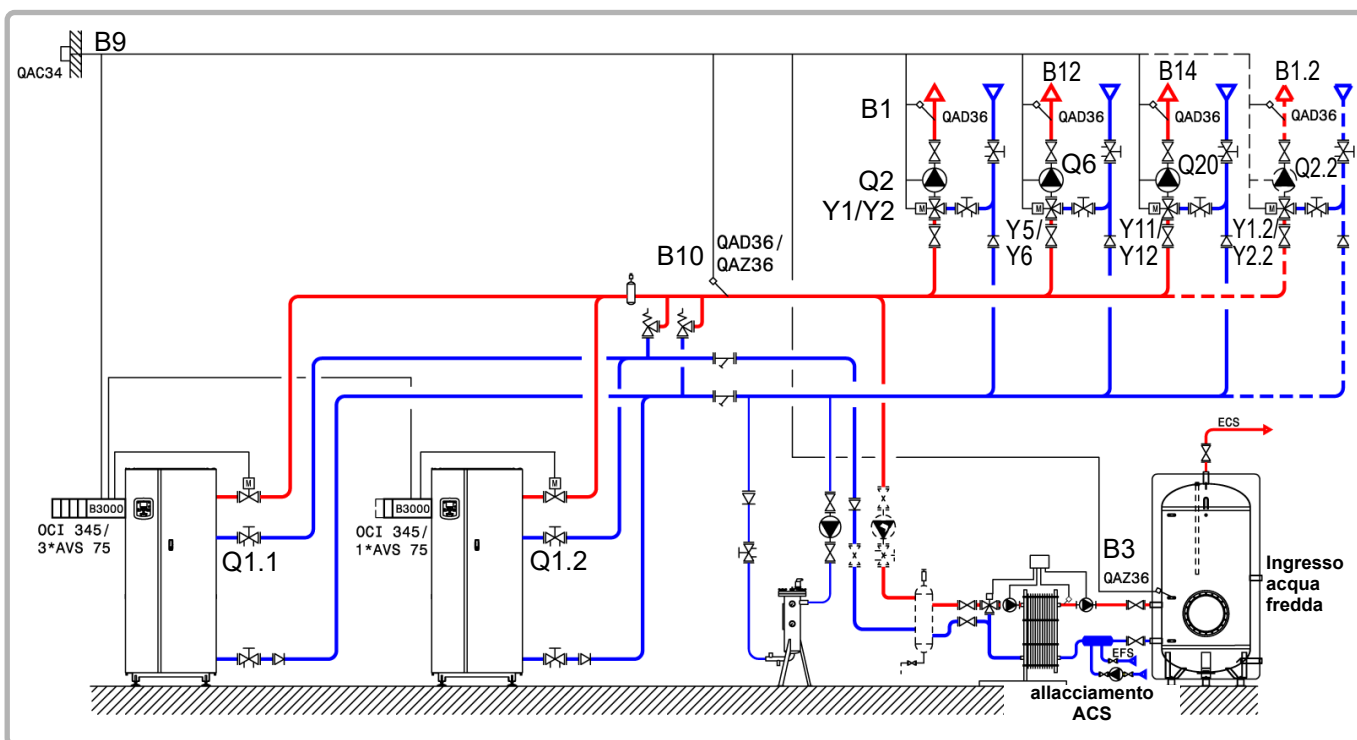 B9
QAC34
B12
B14
B1.2
B1
QAD36
QAD36
QAD36
QAD36
Q2
Q6
Q20
Q2.2
Y1/Y2
Y5/
Y6
Y11/
Y12
Y1.2/
Y2.2
B10
QAD36/
QAZ36
ECS
M
M
M
M
M
M
B3000
B3000
OCI 345/
3*AVS 75
OCI 345/
1*AVS 75
Q1.1
Q1.2
B3
QAZ36
Ingresso
acqua
fredda
EFS
allacciamento
ACS